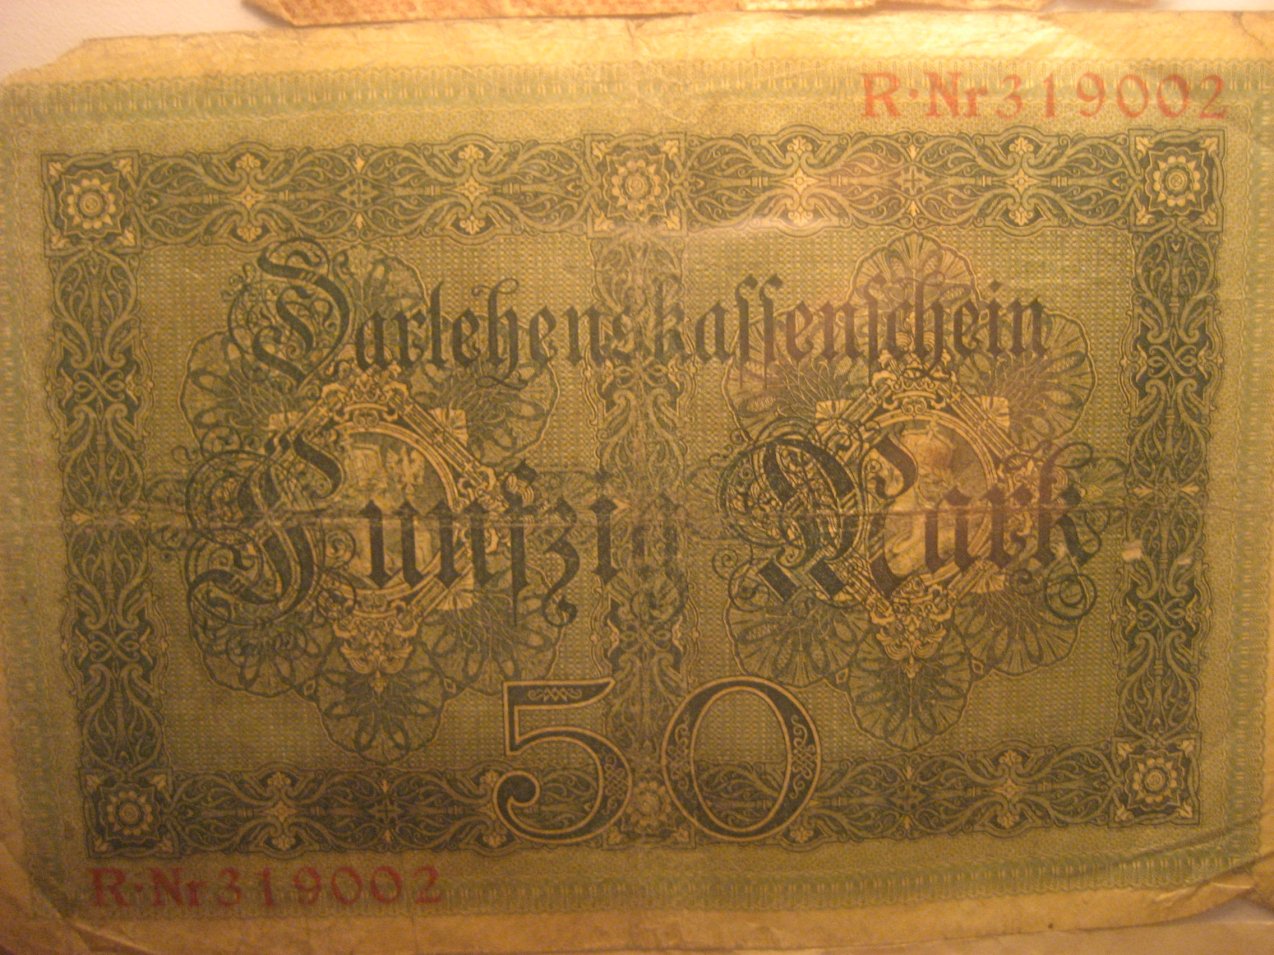 R·Nr319002
Darlehenskaſſenſchein
Fünfzig Mark
50
R·Nr319002